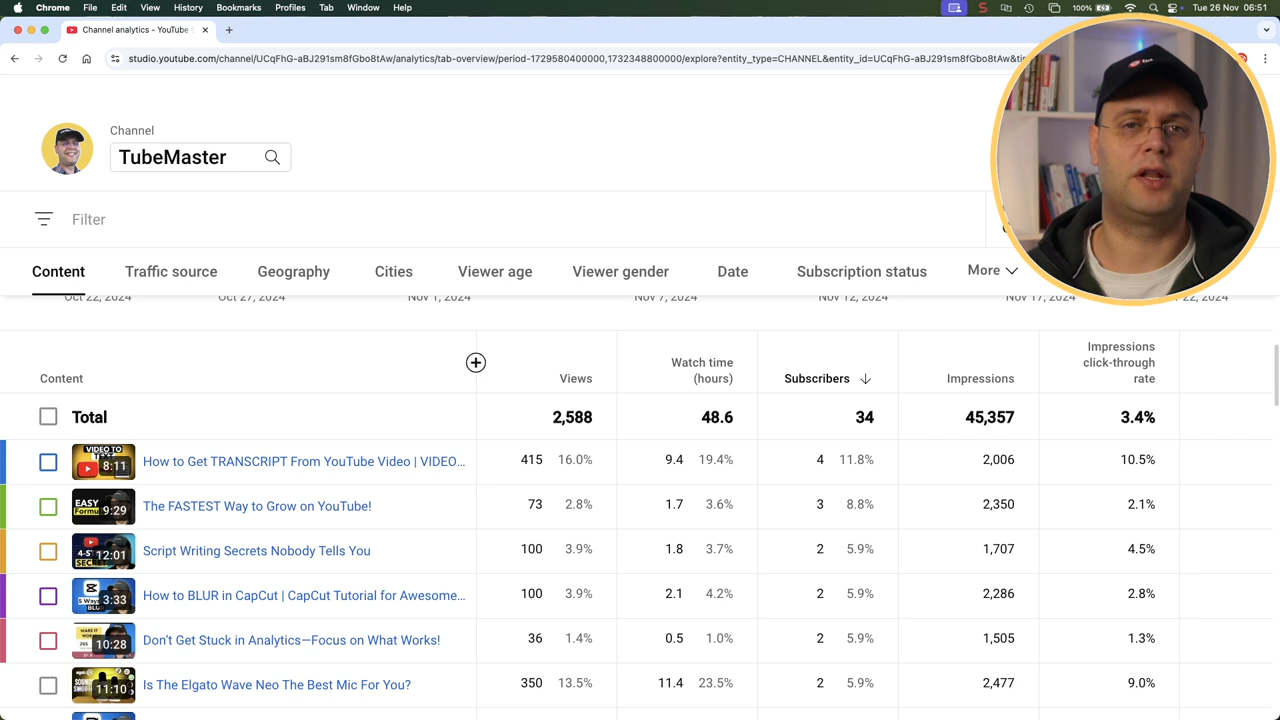 Chrome File Edit View History Bookmarks Profiles Tab Window Help
Tue 26 Nov 06:51
Channel analytics - YouTube
studio.youtube.com/channel/UCqFhG-aBJ291sm8fGbo8tAw/analytics/tab-overview/period-1729580400000,1732348800000/explore?entity_type=CHANNEL&entity_id=UCqFhG-aBJ291sm8fGbo8tAw&
Channel
TubeMaster
Filter
Content Traffic source Geography Cities Viewer age Viewer gender Date Subscription status More
Oct 22, 2024 Oct 27, 2024 Nov 1, 2024 Nov 7, 2024 Nov 12, 2024 Nov 17, 2024 22, 2024
Content Views Watch time (hours) Subscribers Impressions Impressions click-through rate
Total 2,588 48.6 34 45,357 3.4%
VIDEO TO
8:11
How to Get TRANSCRIPT From YouTube Video | VIDEO… 415 16.0% 9.4 19.4% 4 11.8% 2,006 10.5%
EASY
9:29
The FASTEST Way to Grow on YouTube! 73 2.8% 1.7 3.6% 3 8.8% 2,350 2.1%
12:01
Script Writing Secrets Nobody Tells You 100 3.9% 1.8 3.7% 2 5.9% 1,707 4.5%
3:33
How to BLUR in CapCut | CapCut Tutorial for Awesome… 100 3.9% 2.1 4.2% 2 5.9% 2,286 2.8%
10:28
Don’t Get Stuck in Analytics—Focus on What Works! 36 1.4% 0.5 1.0% 2 5.9% 1,505 1.3%
11:10
Is The Elgato Wave Neo The Best Mic For You? 350 13.5% 11.4 23.5% 2 5.9% 2,477 9.0%